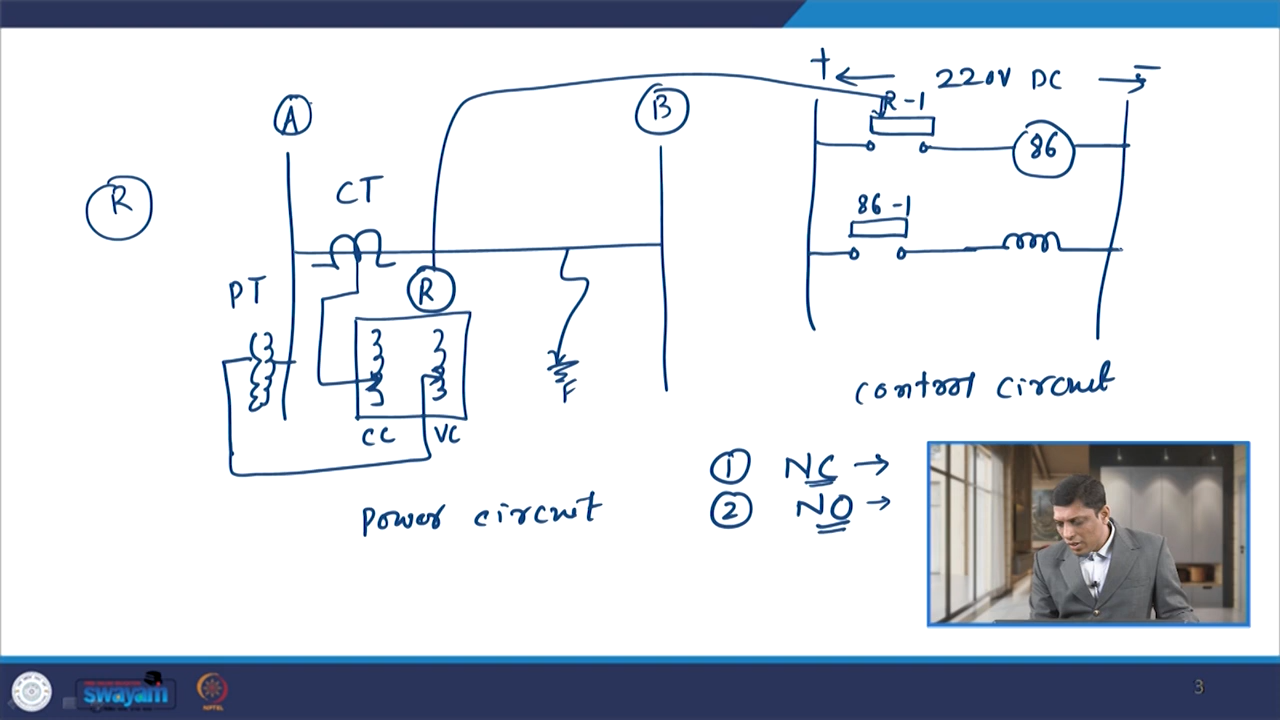 + ← 220V DC → -
A
B
R-1
86
R
CT
86-1
PT
R
F
CC VC
control circuit
① NC →
② NO →
power circuit
3
swayam
NPTEL